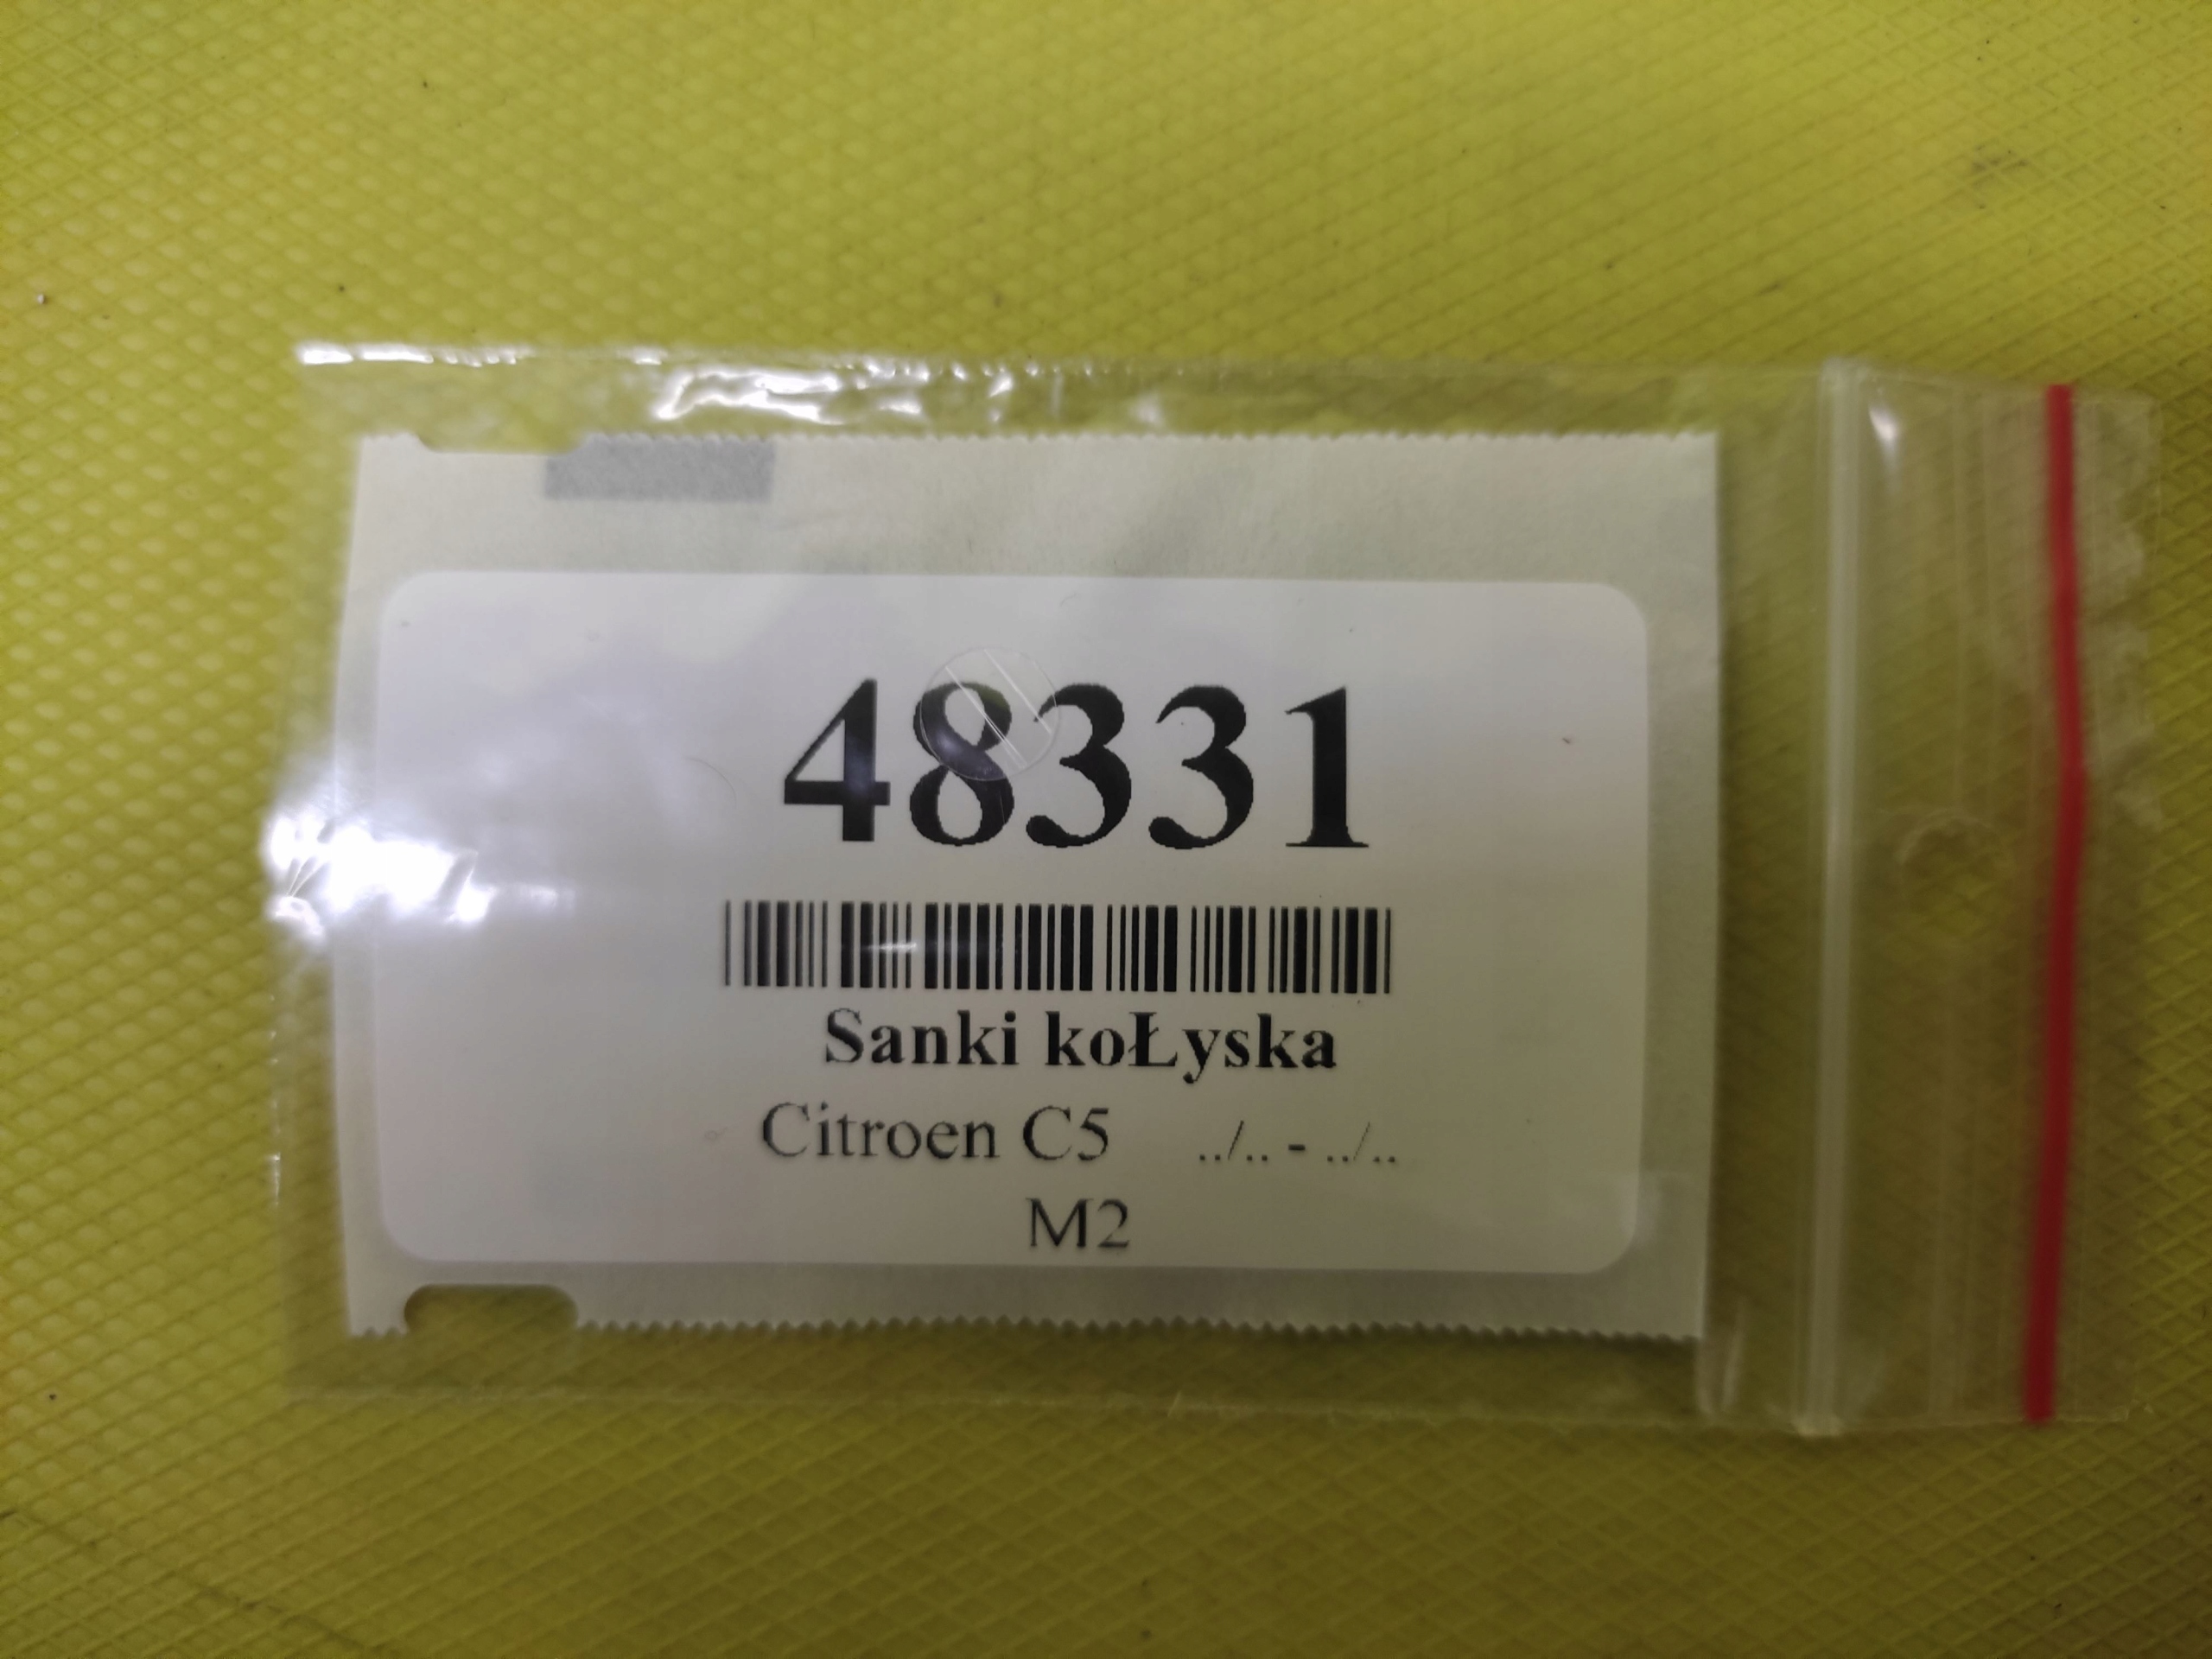 48331
Sanki koŁyska
Citroen C5 ../.. - ../..
M2